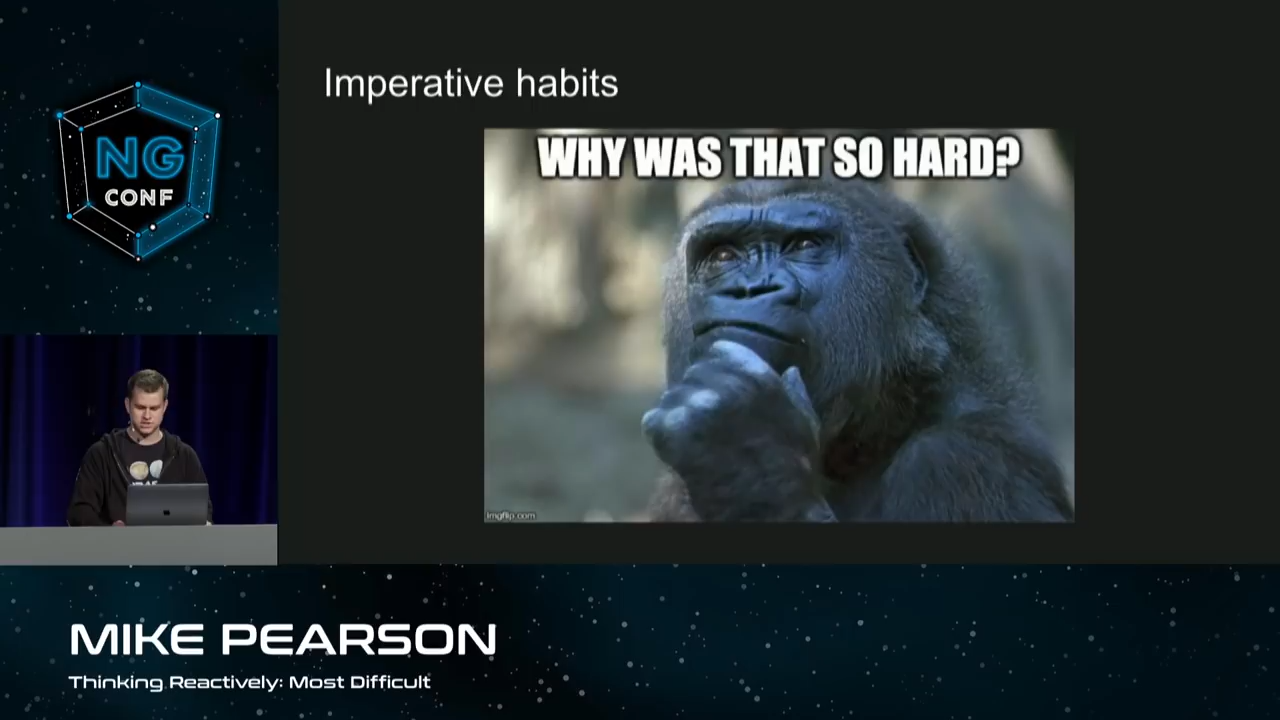 NG
CONF
Imperative habits
WHY WAS THAT SO HARD?
imgflip.com
MIKE PEARSON
Thinking Reactively: Most Difficult